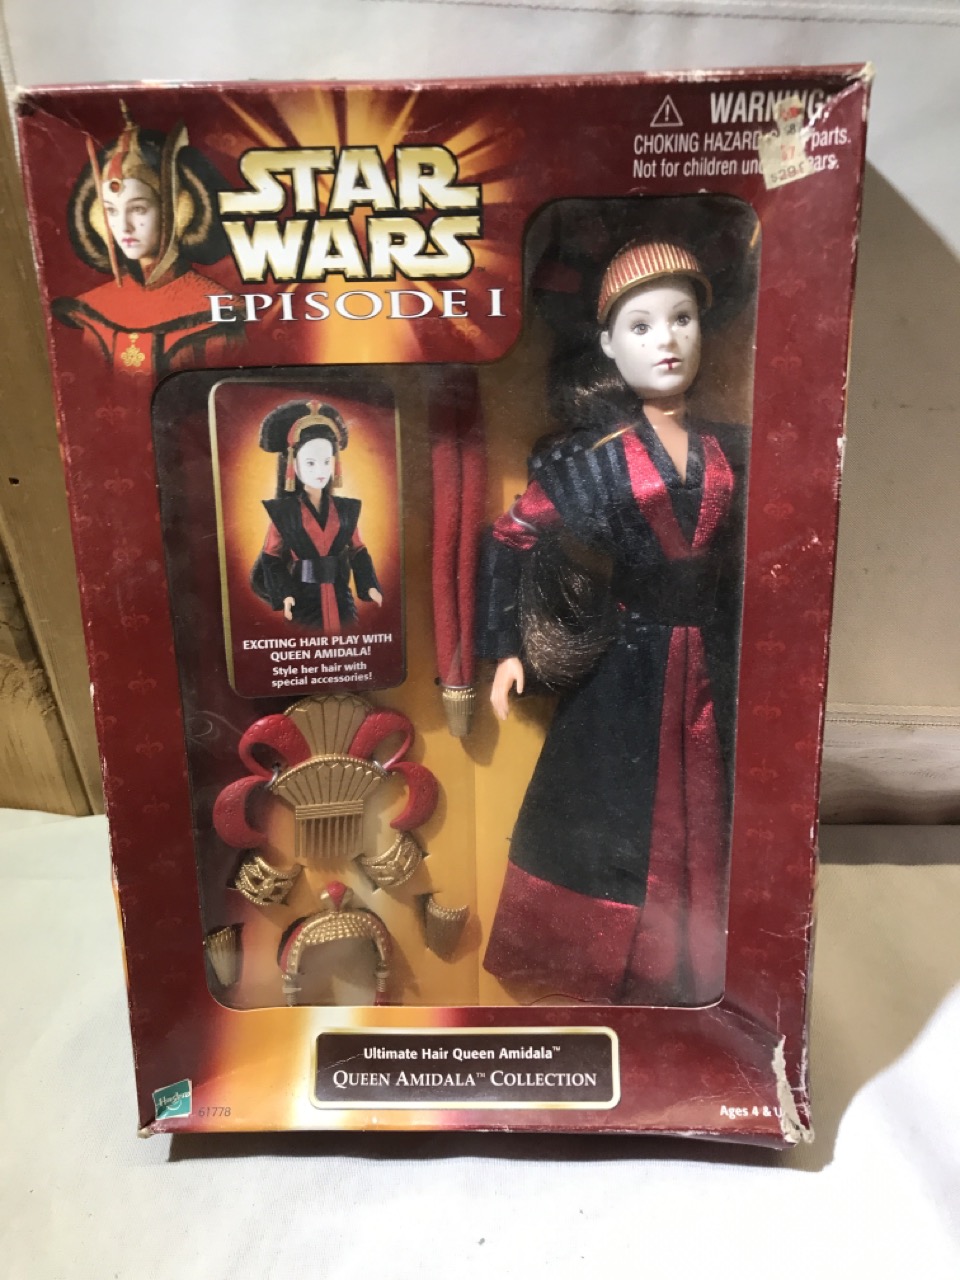 STAR
WARS
EPISODE I
WARNING:
CHOKING HAZARD parts.
Not for children
EXCITING HAIR PLAY WITH
QUEEN AMIDALA!
Style her hair with
special accessories!
Ultimate Hair Queen Amidala™
QUEEN AMIDALA™ COLLECTION
Hasbro
61778
Ages 4 &